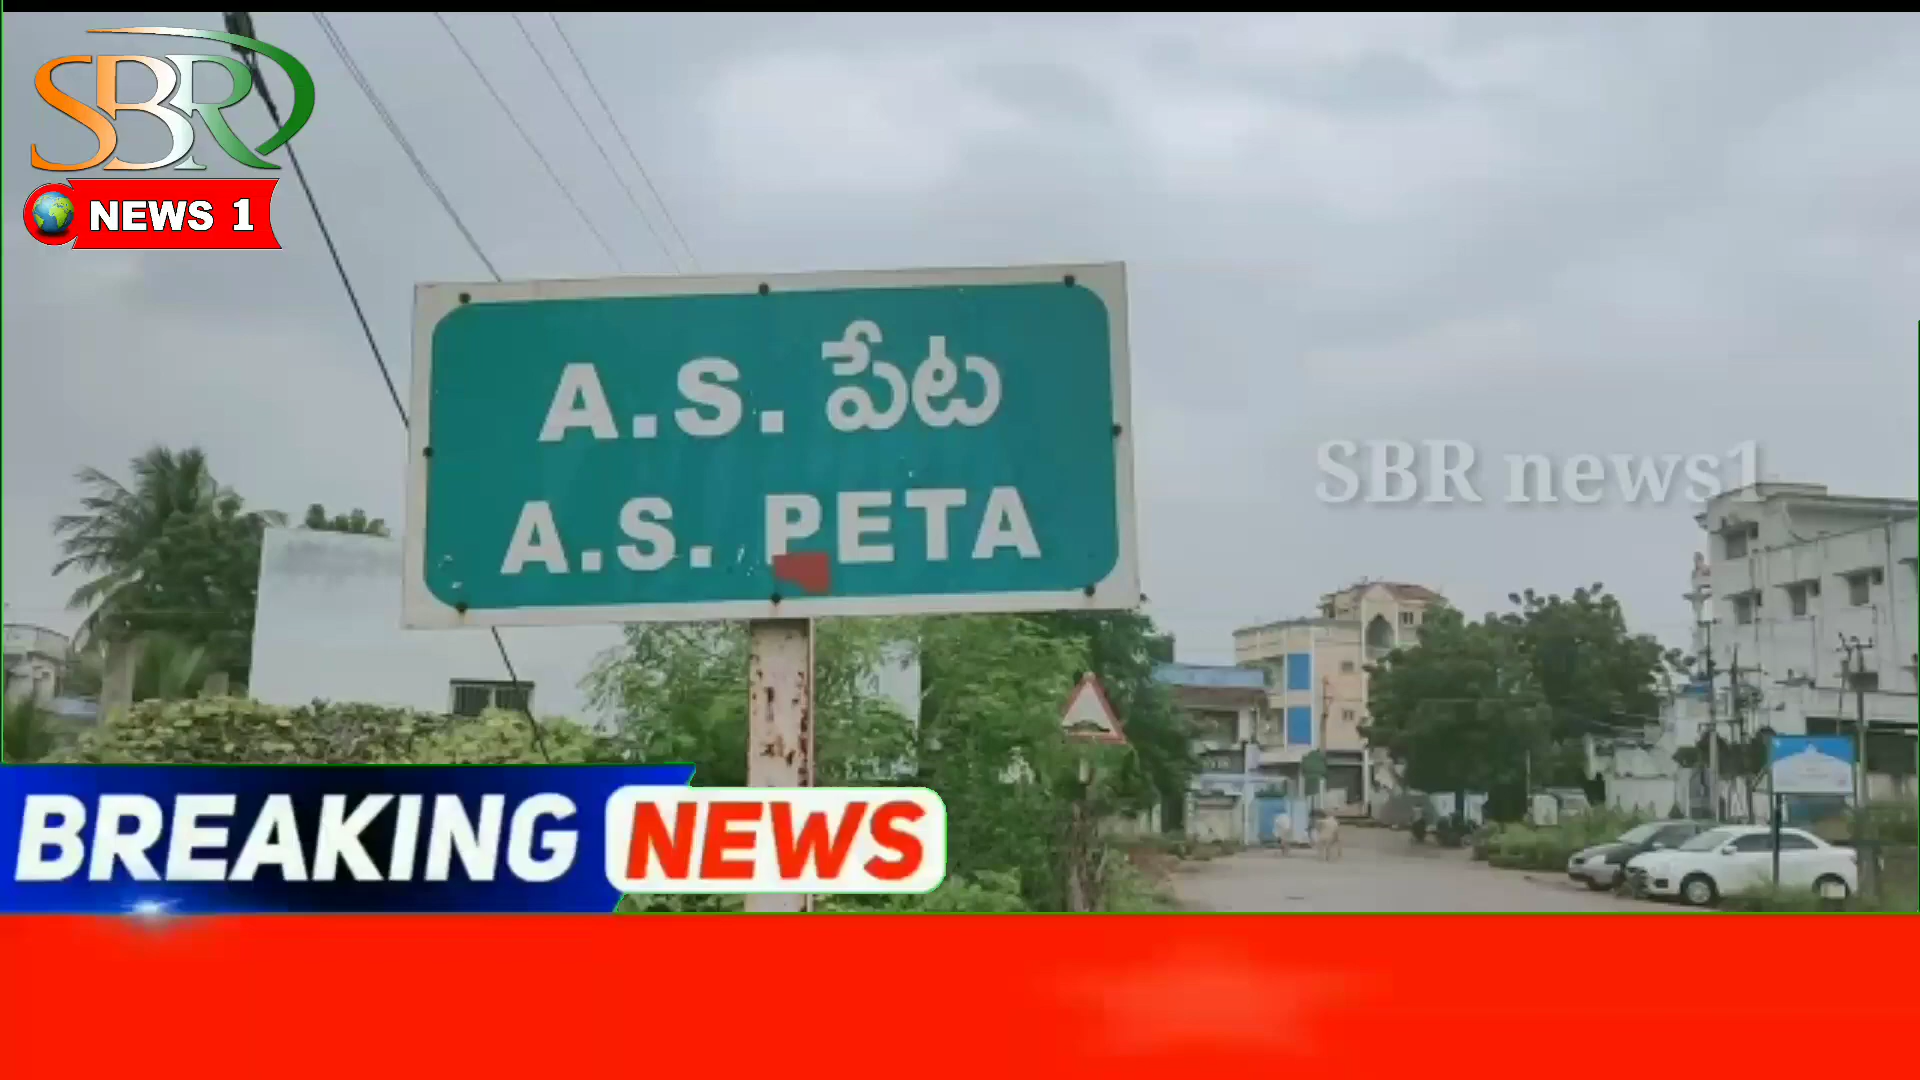 SBR
NEWS 1
A.S. పేట
A.S. PETA
SBR news1
BREAKING NEWS